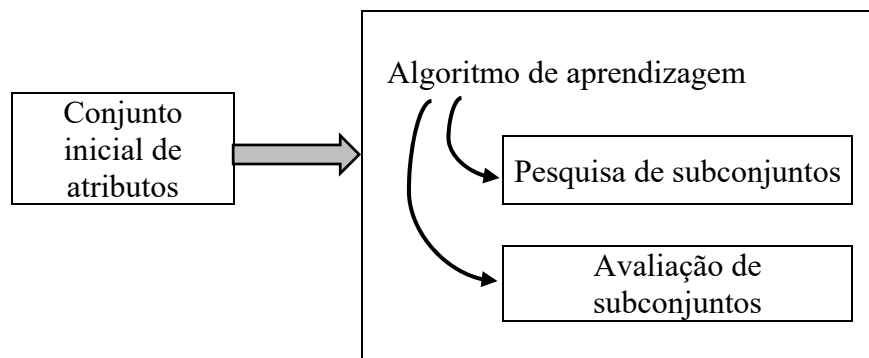 Conjunto
inicial de
atributos
Algoritmo de aprendizagem
Pesquisa de subconjuntos
Avaliação de
subconjuntos